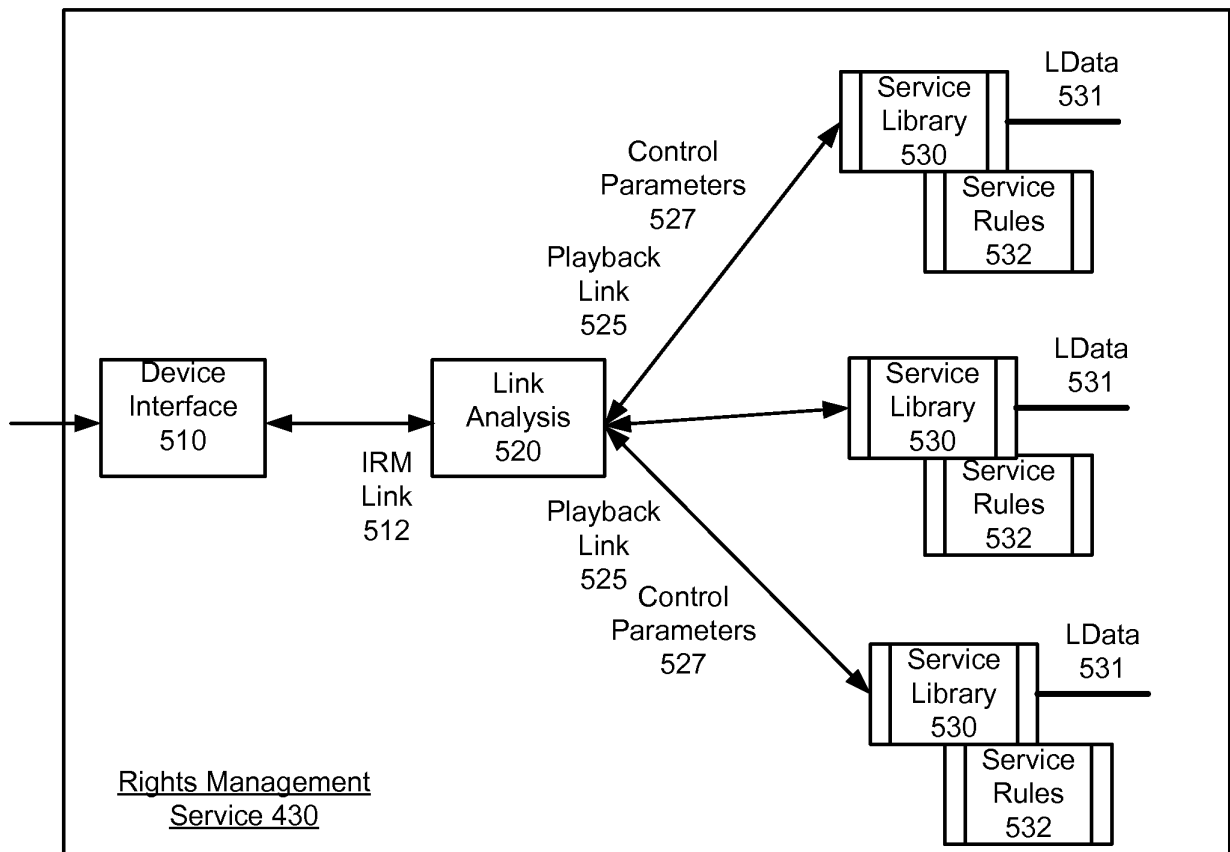 Service
Library
530
LData
531
Service
Rules
532
Control
Parameters
527
Playback
Link
525
Device
Interface
510
IRM
Link
512
Link
Analysis
520
Service
Library
530
LData
531
Service
Rules
532
Playback
Link
525
Control
Parameters
527
Service
Library
530
LData
531
Service
Rules
532
Rights Management
Service 430